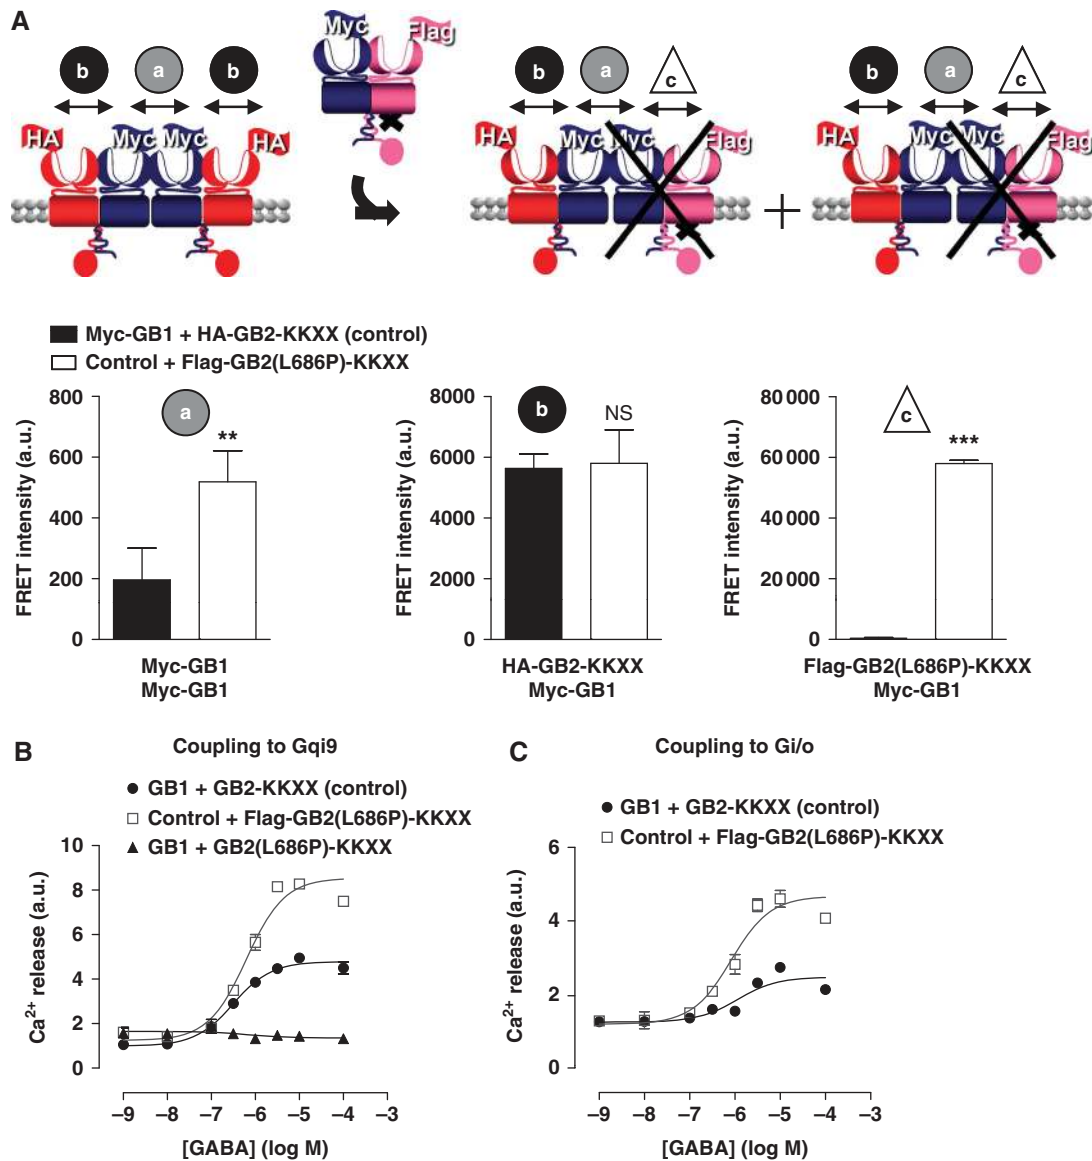 A
b
a
b
HA
Myc
Myc
HA
Myc
Flag
b
a
c
HA
Myc
Myc
Flag
+
b
a
c
HA
Myc
Myc
Flag
Myc-GB1 + HA-GB2-KKXX (control)
Control + Flag-GB2(L686P)-KKXX
FRET intensity (a.u.)
800
600
400
200
0
a
**
Myc-GB1
Myc-GB1
FRET intensity (a.u.)
8000
6000
4000
2000
0
b
NS
HA-GB2-KKXX
Myc-GB1
FRET intensity (a.u.)
80 000
60 000
40 000
20 000
0
c
***
Flag-GB2(L686P)-KKXX
Myc-GB1
B
Coupling to Gqi9
GB1 + GB2-KKXX (control)
Control + Flag-GB2(L686P)-KKXX
GB1 + GB2(L686P)-KKXX
Ca2+ release (a.u.)
10
8
6
4
2
0
–9 –8 –7 –6 –5 –4 –3
[GABA] (log M)
C
Coupling to Gi/o
GB1 + GB2-KKXX (control)
Control + Flag-GB2(L686P)-KKXX
Ca2+ release (a.u.)
6
4
2
0
–9 –8 –7 –6 –5 –4 –3
[GABA] (log M)